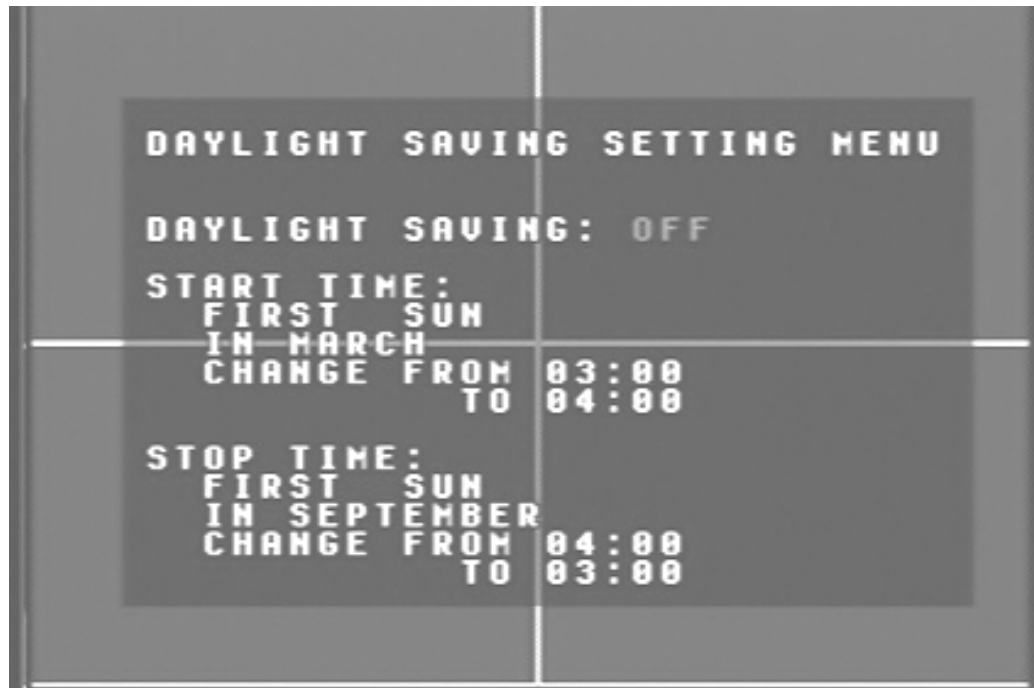 DAYLIGHT SAVING SETTING MENU
DAYLIGHT SAVING: OFF
START TIME:
FIRST SUN
IN MARCH
CHANGE FROM 03:00
TO 04:00
STOP TIME:
FIRST SUN
IN SEPTEMBER
CHANGE FROM 04:00
TO 03:00